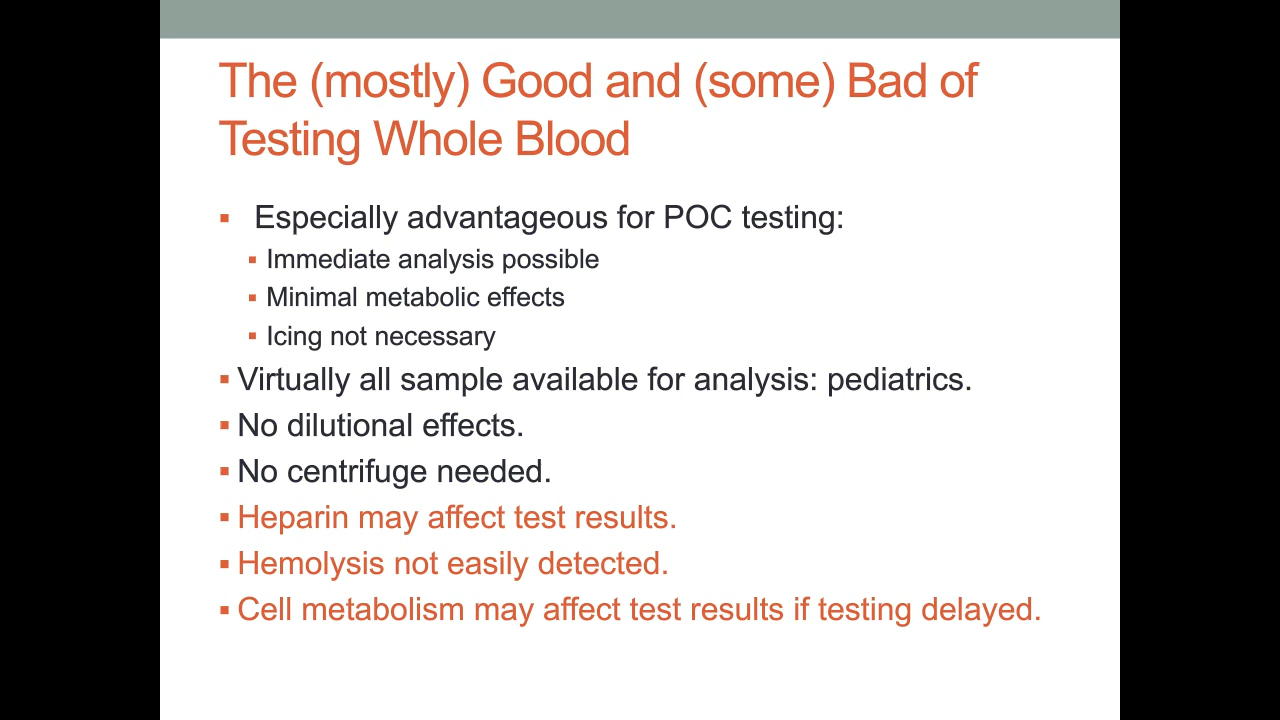 The (mostly) Good and (some) Bad of
Testing Whole Blood
Especially advantageous for POC testing:
Immediate analysis possible
Minimal metabolic effects
Icing not necessary
Virtually all sample available for analysis: pediatrics.
No dilutional effects.
No centrifuge needed.
Heparin may affect test results.
Hemolysis not easily detected.
Cell metabolism may affect test results if testing delayed.